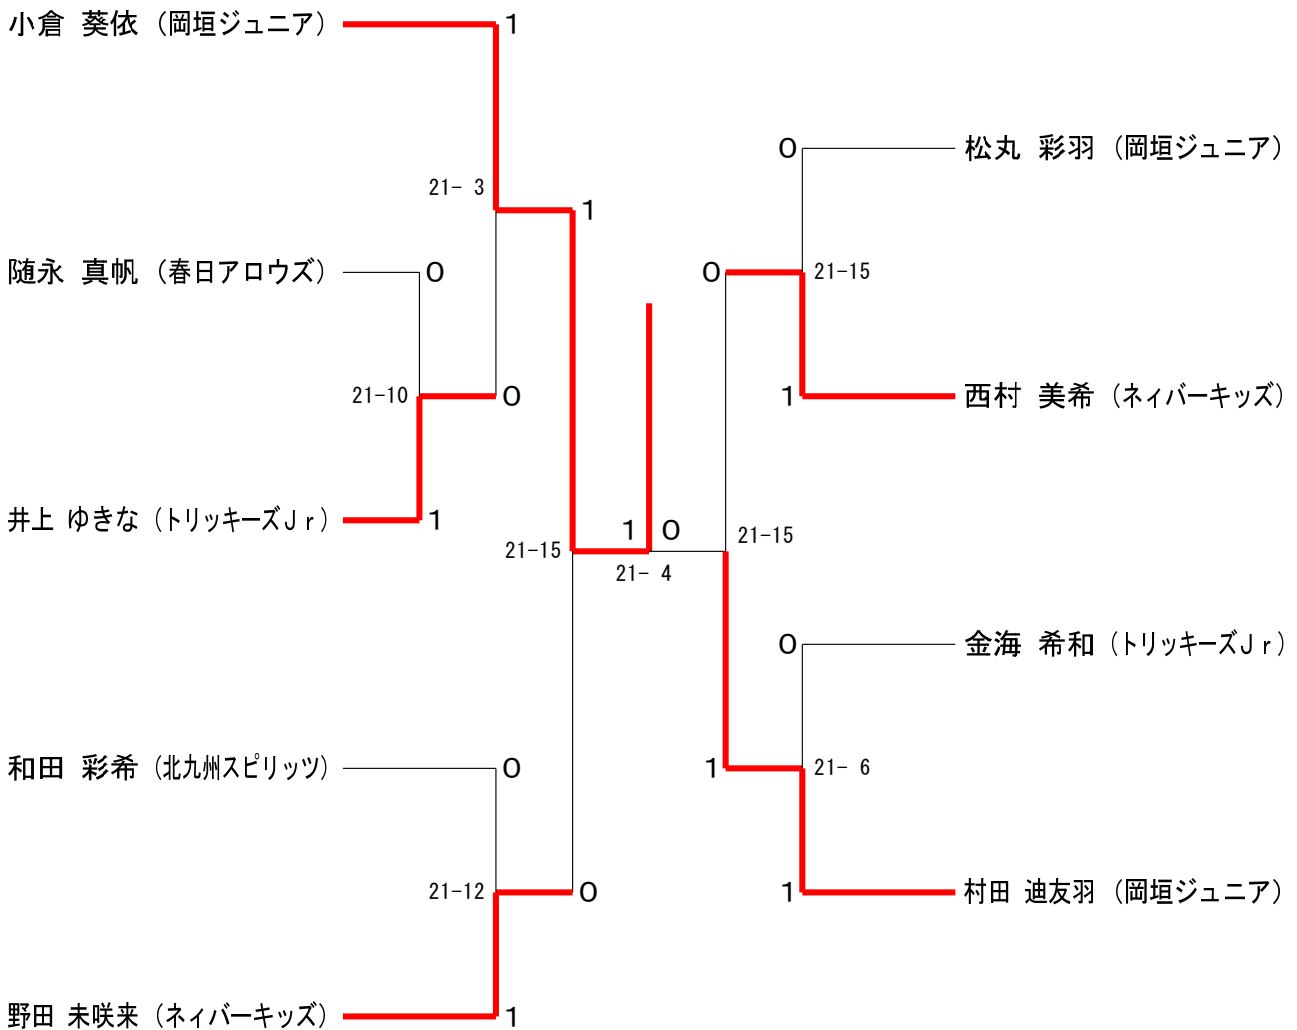 小倉 葵依（岡垣ジュニア）
1
21- 3
1
随永 真帆（春日アロウズ）
0
21-10
0
井上 ゆきな（トリッキーズＪｒ）
1
21-15
1
0
21- 4
和田 彩希（北九州スピリッツ）
0
21-12
0
野田 未咲来（ネィバーキッズ）
1
0
松丸 彩羽（岡垣ジュニア）
0
21-15
1
西村 美希（ネィバーキッズ）
21-15
0
金海 希和（トリッキーズＪｒ）
1
21- 6
1
村田 迪友羽（岡垣ジュニア）